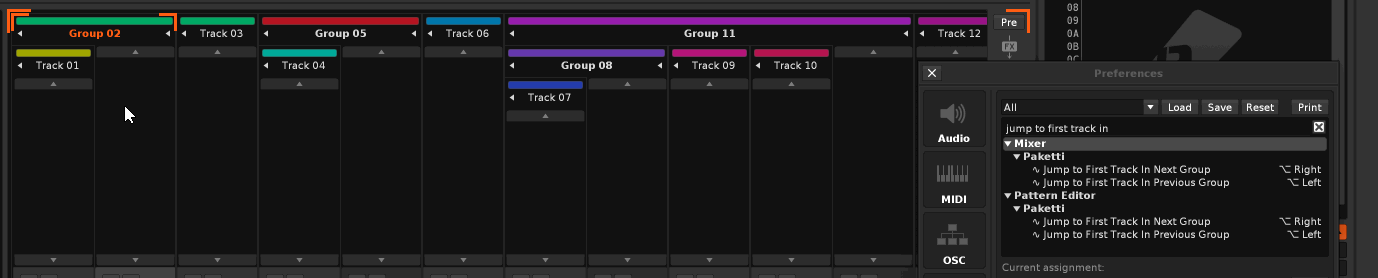 Group 02
Track 03
Group 05
Track 06
Group 11
Track 12
Pre
FX
Track 01
Track 04
Group 08
Track 09
Track 10
Track 07
08
09
0A
0B
0C
Preferences
Audio
MIDI
OSC
All
Load
Save
Reset
Print
jump to first track in
Mixer
Paketti
Jump to First Track In Next Group ⌥ Right
Jump to First Track In Previous Group ⌥ Left
Pattern Editor
Paketti
Jump to First Track In Next Group ⌥ Right
Jump to First Track In Previous Group ⌥ Left
Current assignment: